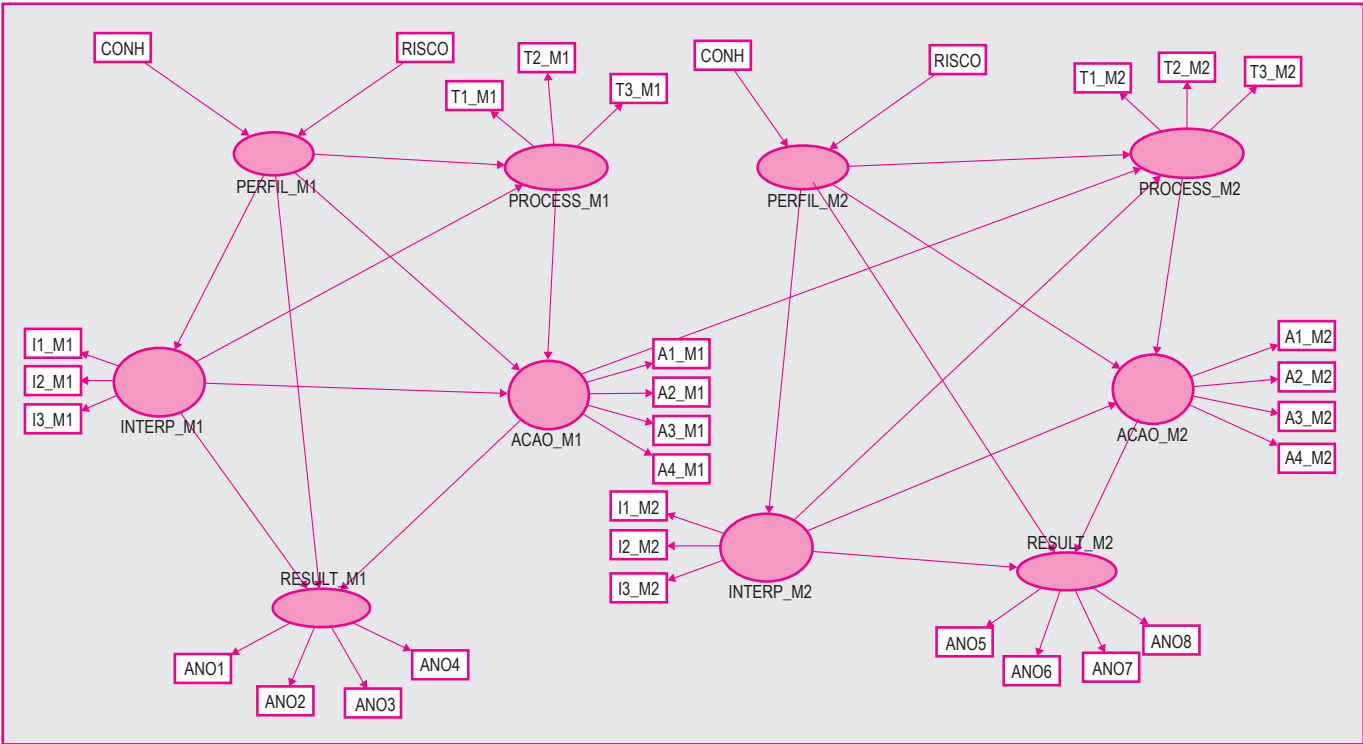 CONH
RISCO
T2_M1
T1_M1
T3_M1
PERFIL_M1
PROCESS_M1
I1_M1
I2_M1
I3_M1
INTERP_M1
A1_M1
A2_M1
A3_M1
A4_M1
ACAO_M1
RESULT_M1
ANO1
ANO2
ANO3
ANO4
CONH
RISCO
T1_M2
T2_M2
T3_M2
PERFIL_M2
PROCESS_M2
A1_M2
A2_M2
A3_M2
A4_M2
ACAO_M2
I1_M2
I2_M2
I3_M2
INTERP_M2
RESULT_M2
ANO5
ANO6
ANO7
ANO8